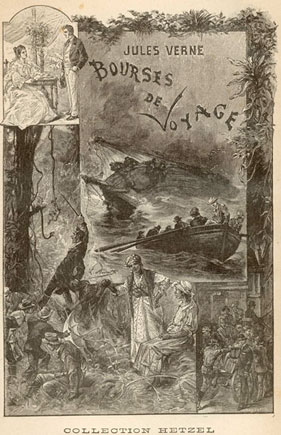 JULES VERNE
BOURSES
DE
VOYAGE
COLLECTION HETZEL